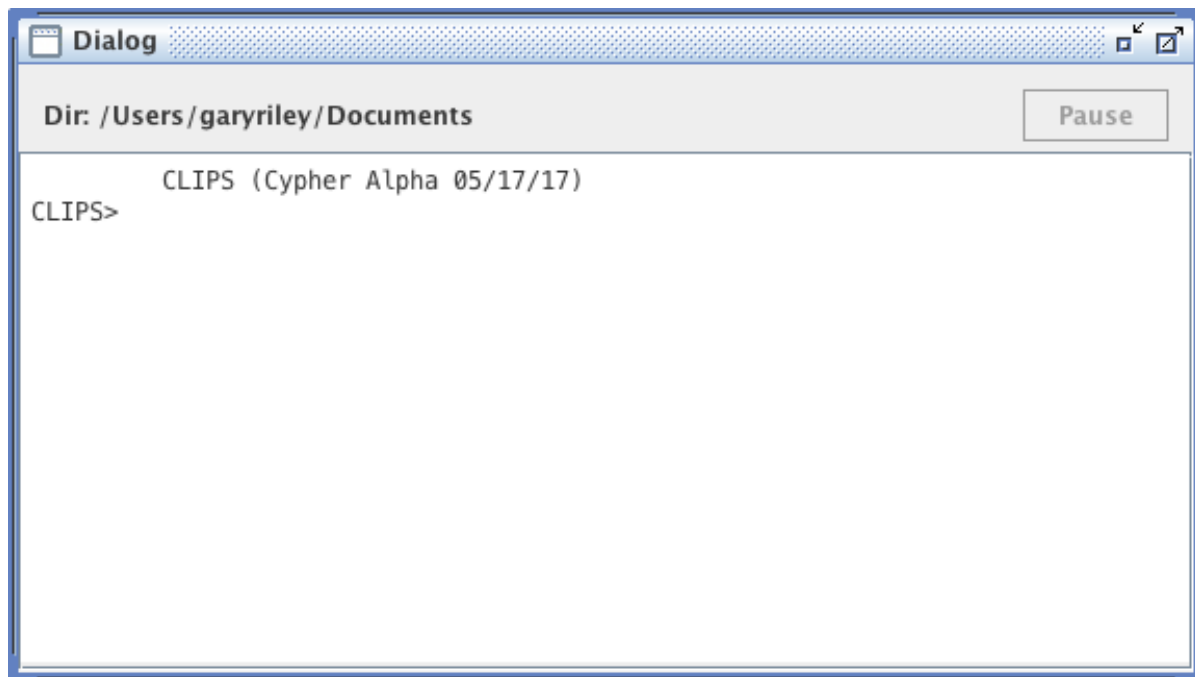 Dialog
Dir: /Users/garyriley/Documents
Pause
CLIPS (Cypher Alpha 05/17/17)
CLIPS>